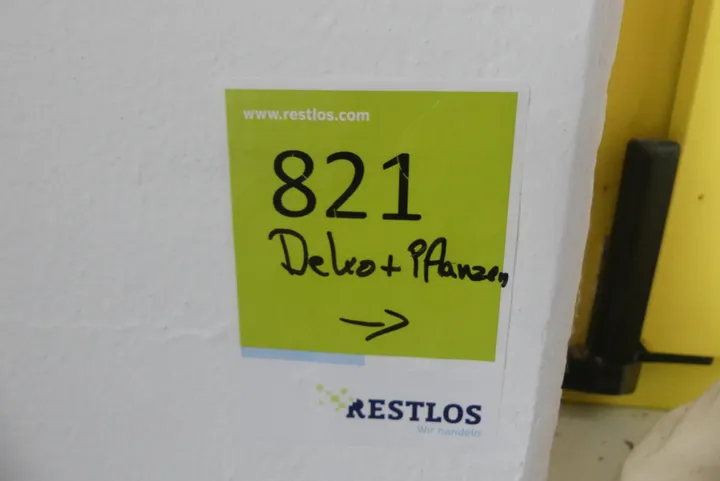 www.restlos.com
821
Deko + Pflanzen
RESTLOS
Wir handeln